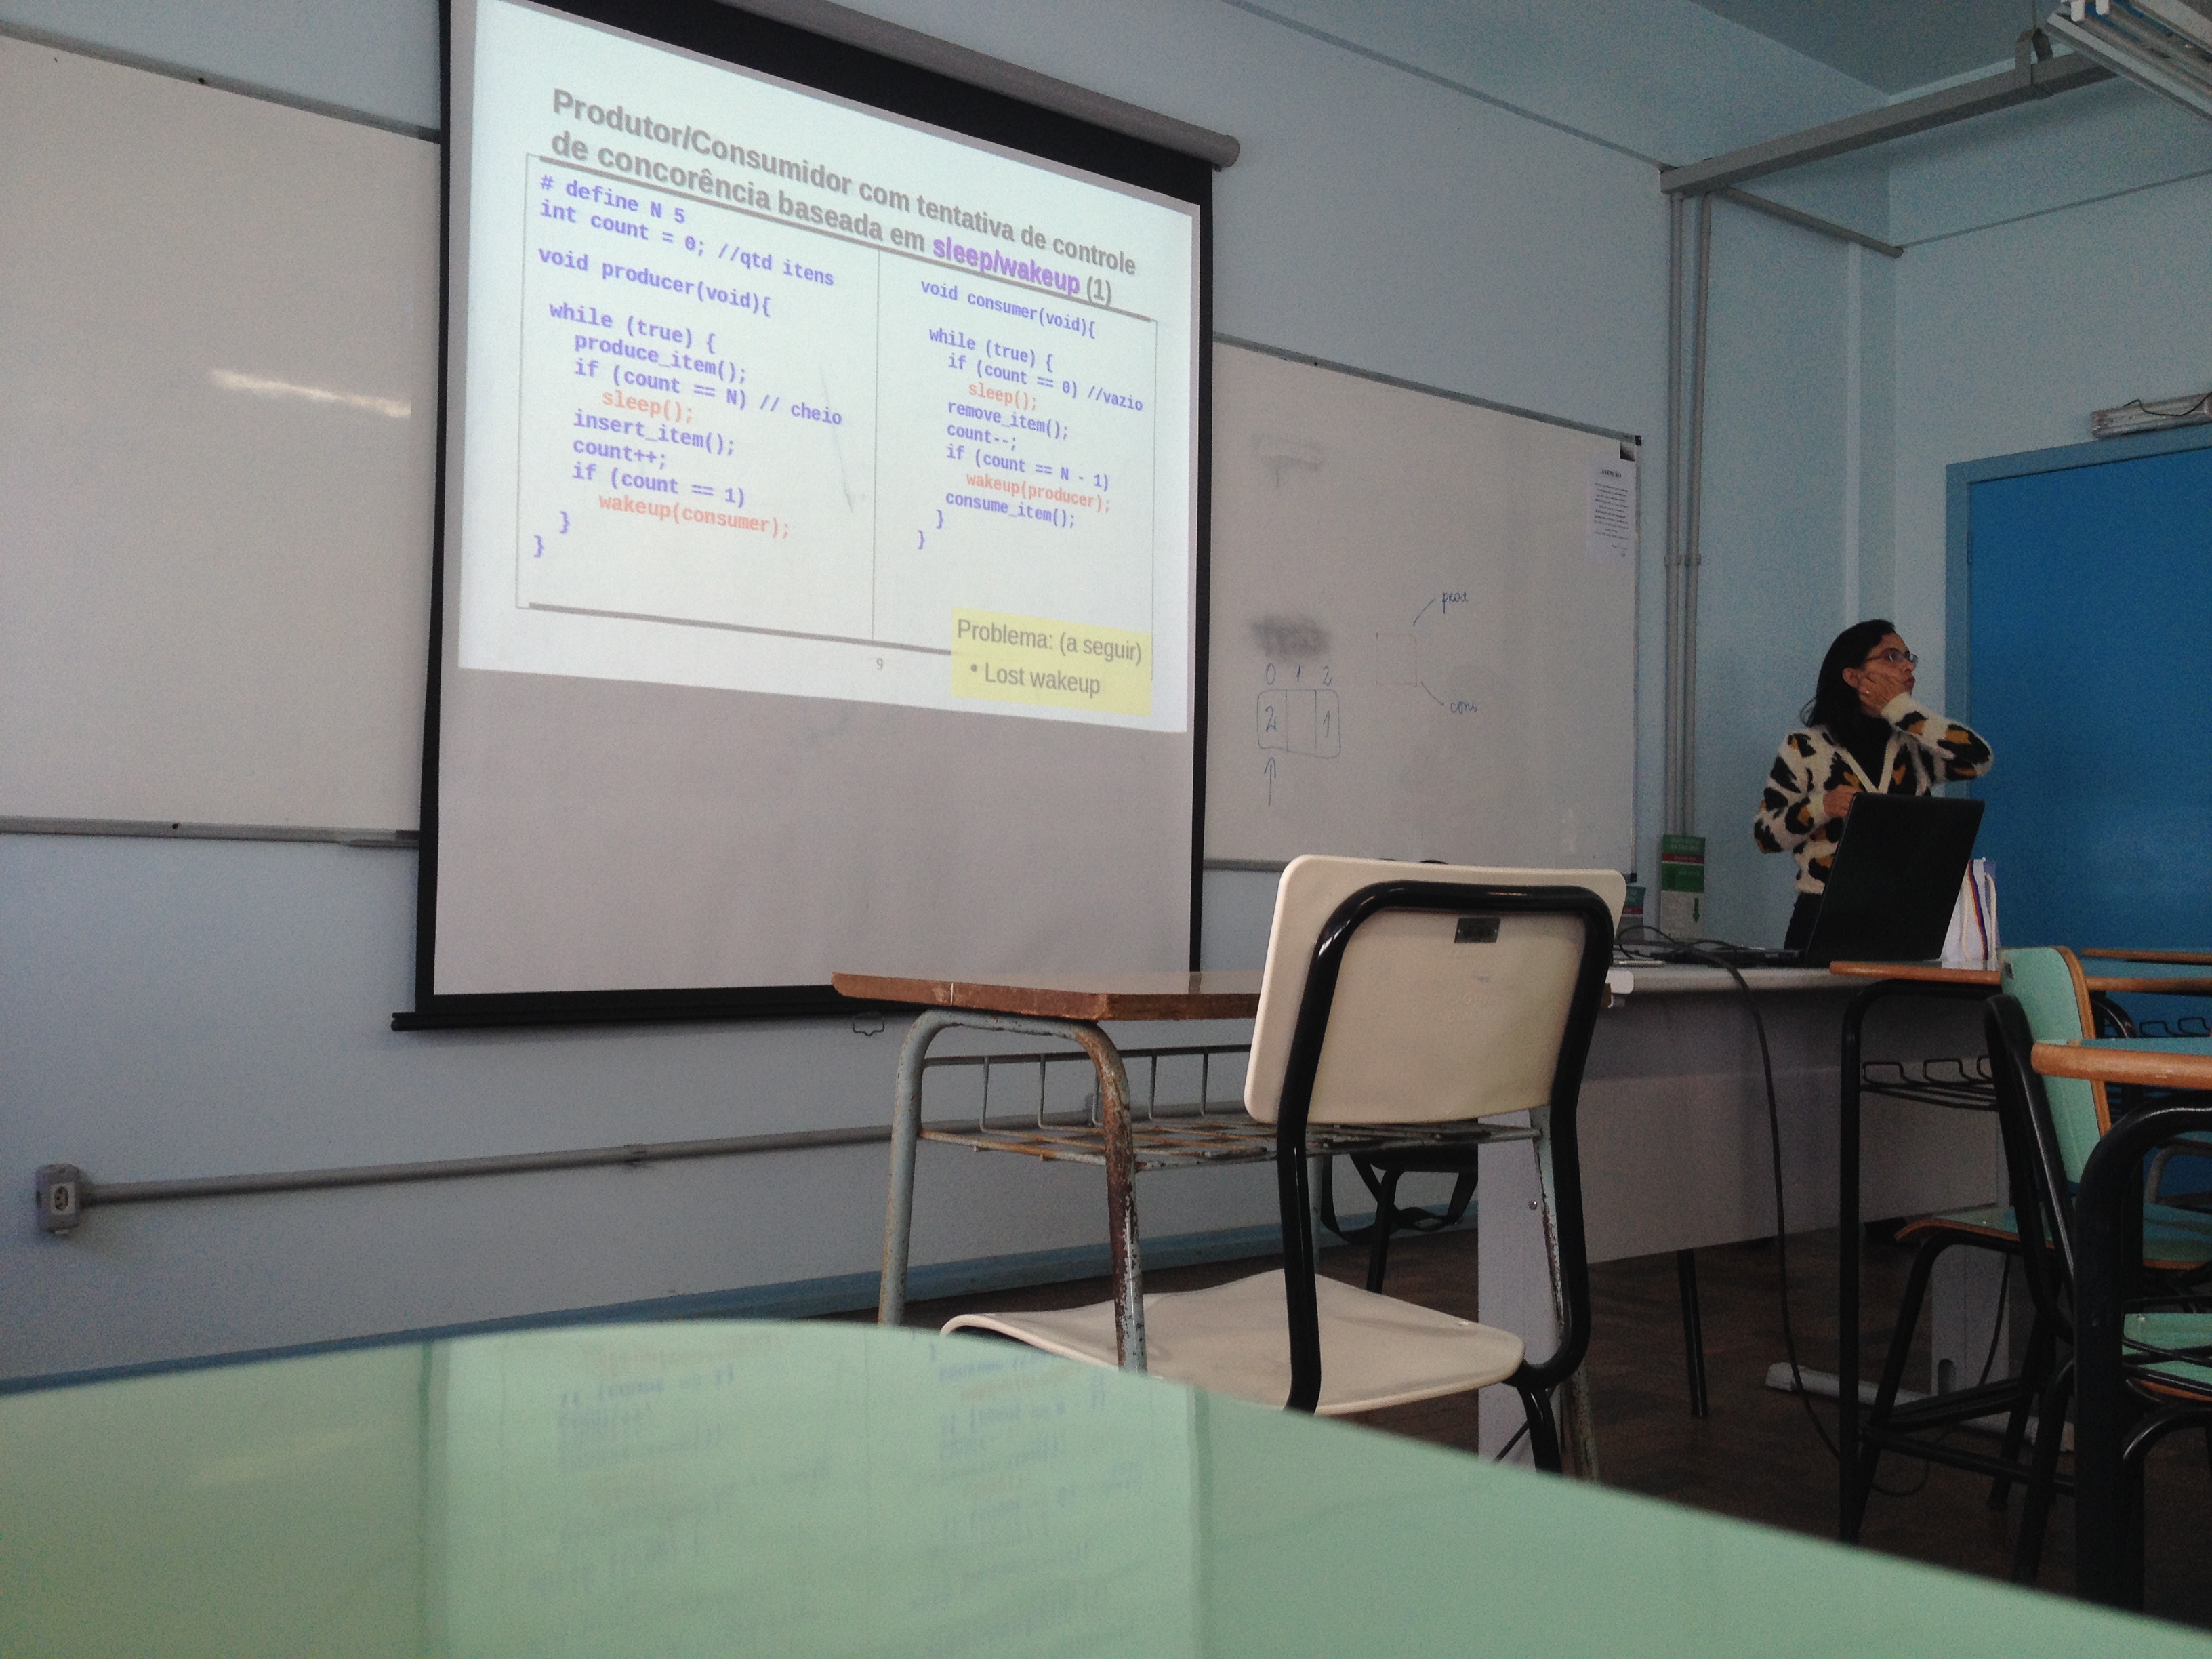 Produtor/Consumidor com tentativa de controle
de concorência baseada em sleep/wakeup (1)
# define N 5
int count = 0; //qtd itens
void producer(void){
while (true) {
produce_item();
if (count == N) // cheio
sleep();
insert_item();
count++;
if (count == 1)
wakeup(consumer);
}
}
void consumer(void){
while (true) {
if (count == 0) //vazio
sleep();
remove_item();
count--;
if (count == N - 1)
wakeup(producer);
consume_item();
}
}
Problema: (a seguir)
• Lost wakeup
9
prod
cons
0 1 2
2 1